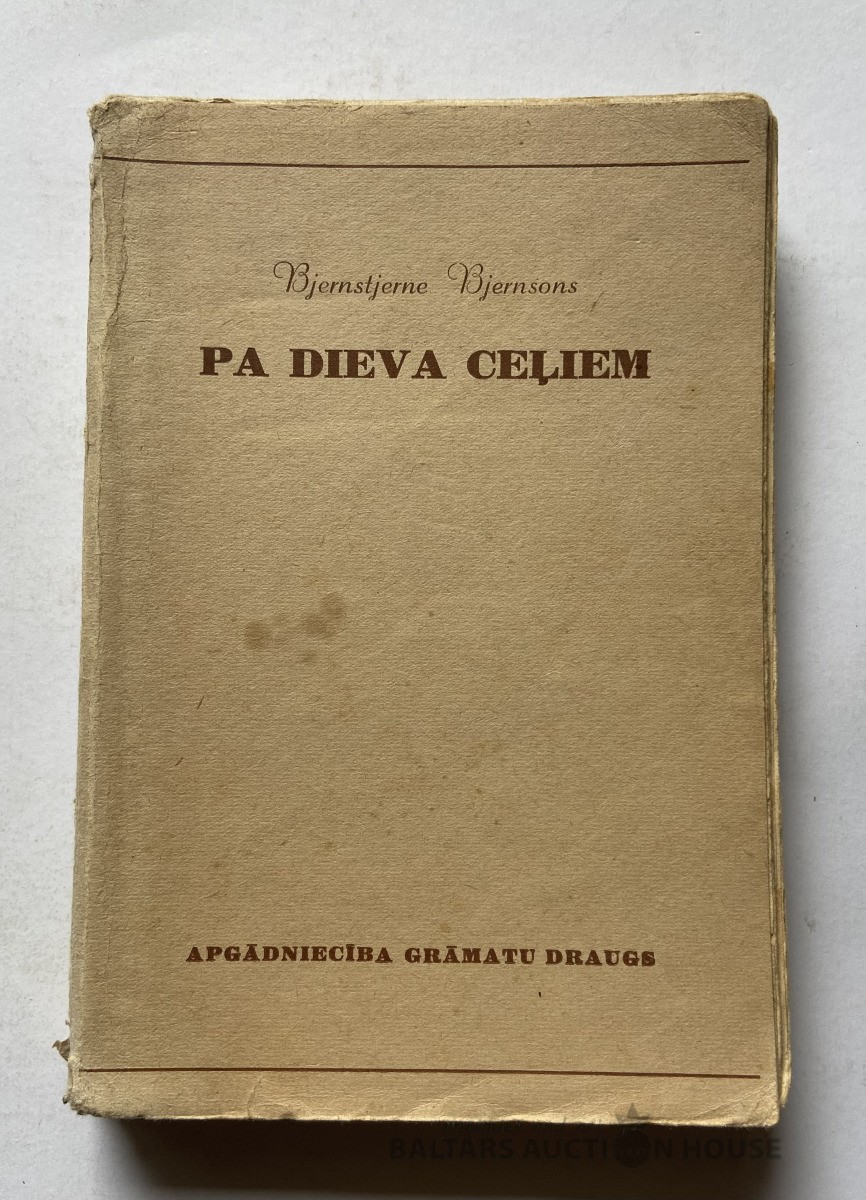 Bjernstjerne Bjernsons
PA DIEVA CEĻIEM
APGĀDNIECĪBA GRĀMATU DRAUGS
BALTARS AUCTION HOUSE